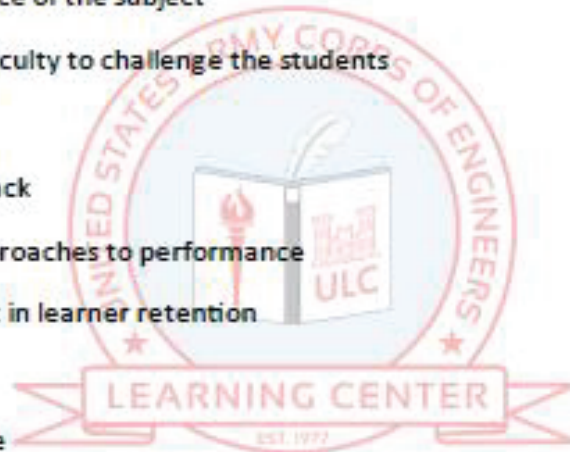 ce of the subject
culty to challenge the students
ack
roaches to performance
in learner retention
e
UNITED STATES ARMY CORPS OF ENGINEERS
ULC
LEARNING CENTER
EST. 1977